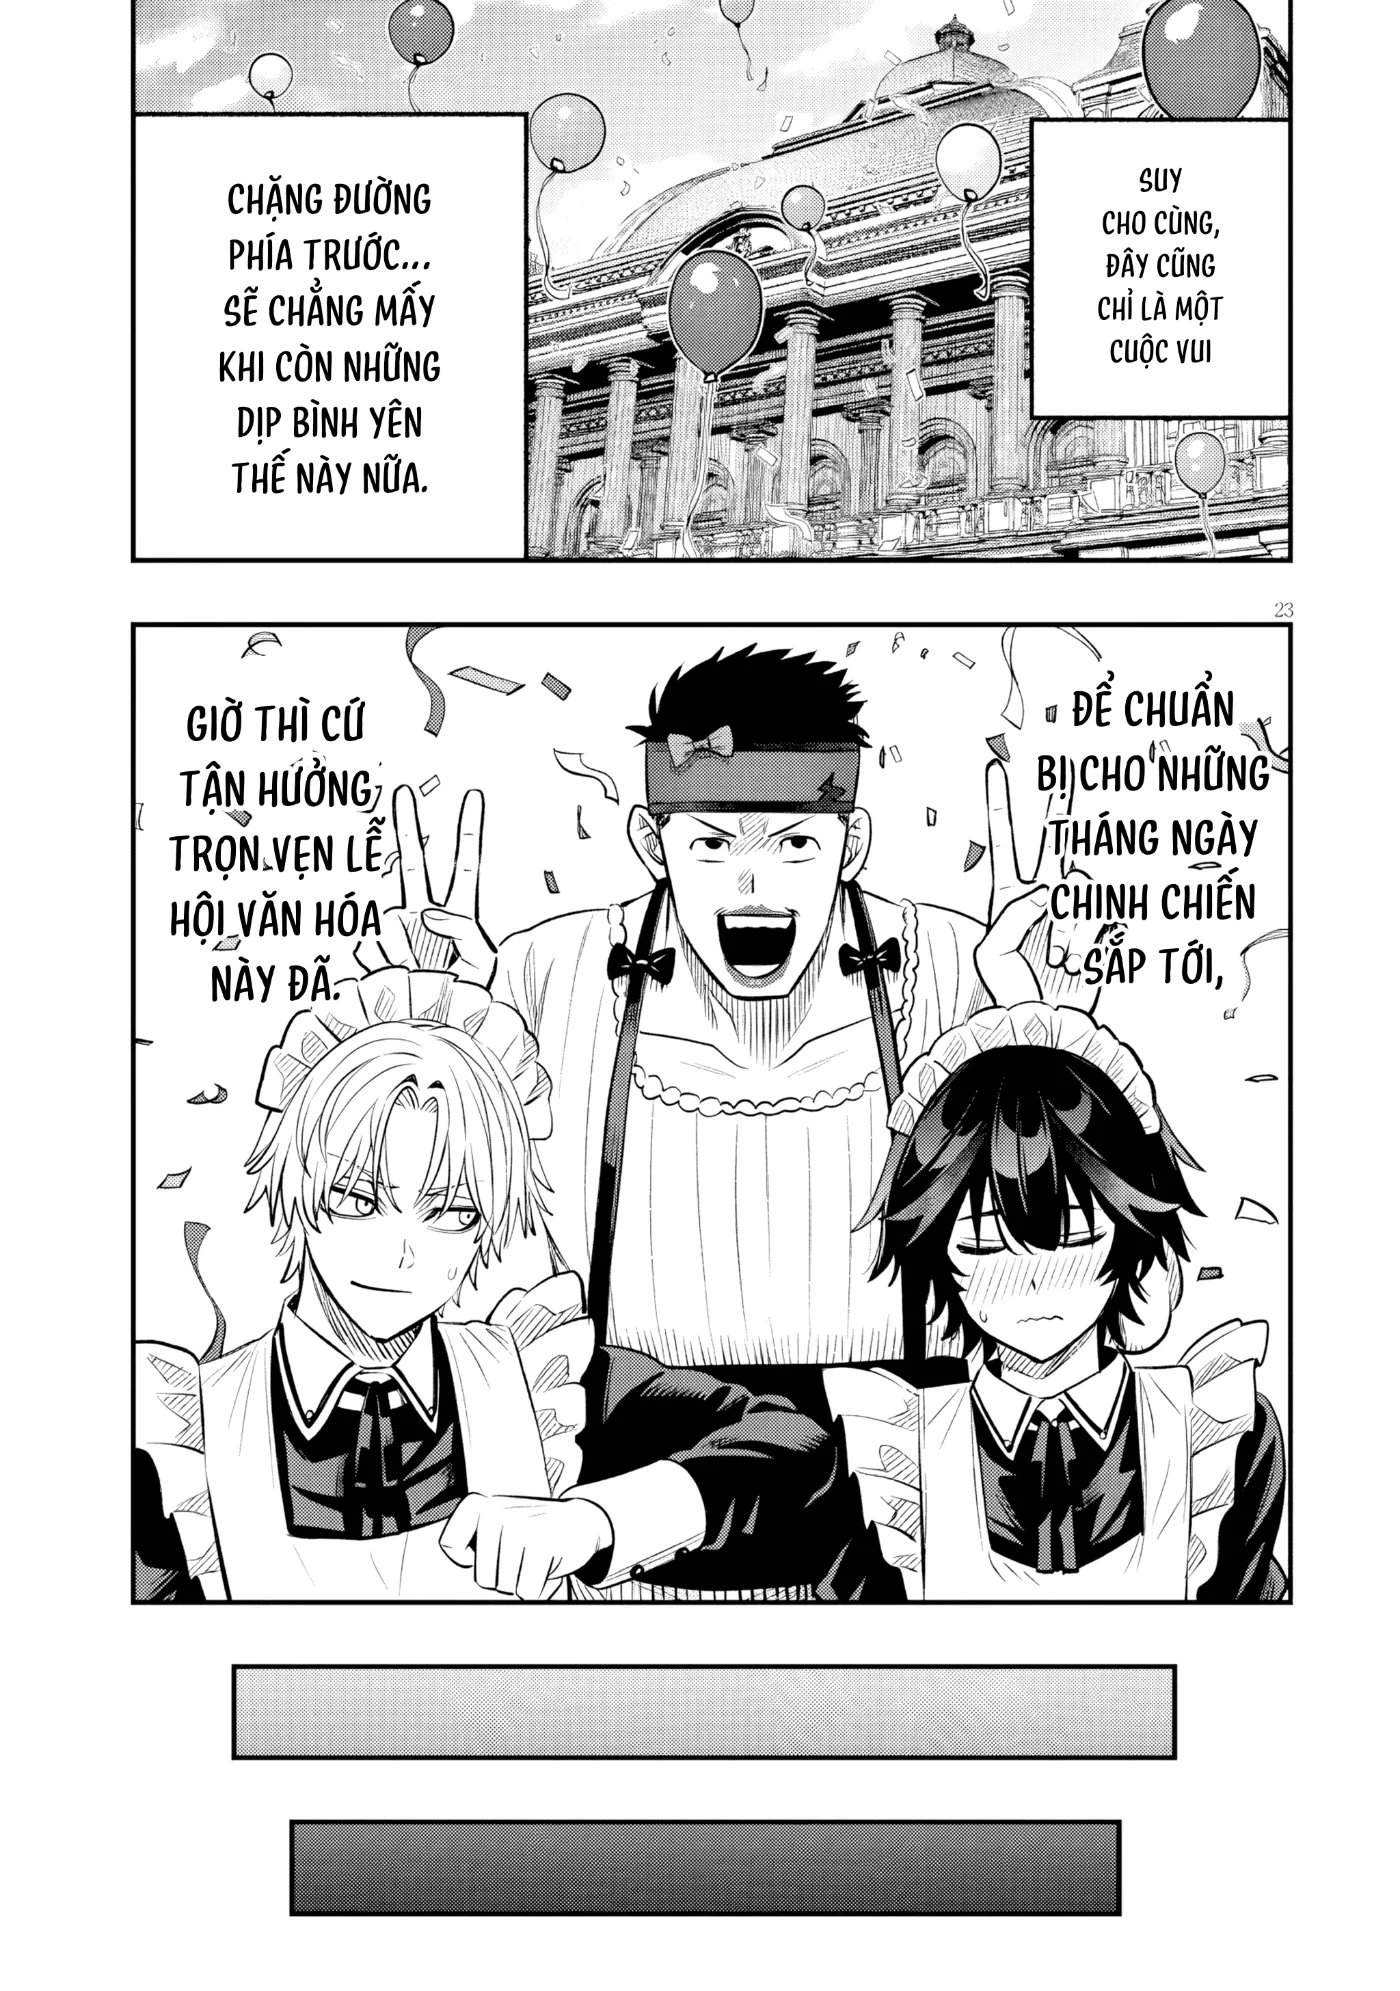 SUY
CHO CÙNG,
ĐÂY CŨNG
CHỈ LÀ MỘT
CUỘC VUI
CHẶNG ĐƯỜNG
PHÍA TRƯỚC...
SẼ CHẲNG MẤY
KHI CÒN NHỮNG
DỊP BÌNH YÊN
THẾ NÀY NỮA.
23
ĐỂ CHUẨN
BỊ CHO NHỮNG
THÁNG NGÀY
CHINH CHIẾN
SẮP TỚI,
GIỜ THÌ CỨ
TẬN HƯỞNG
TRỌN VẸN LỄ
HỘI VĂN HÓA
NÀY ĐÃ.